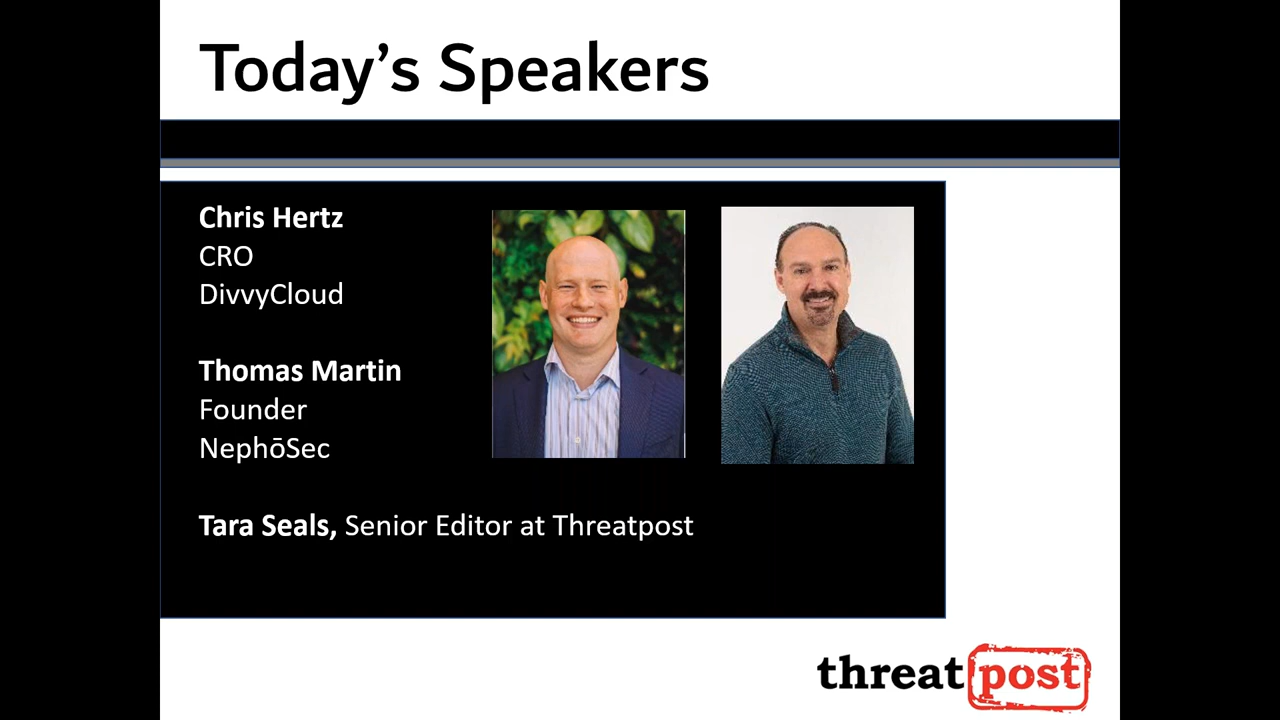 Today’s Speakers
Chris Hertz
CRO
DivvyCloud
Thomas Martin
Founder
NephōSec
Tara Seals, Senior Editor at Threatpost
threatpost